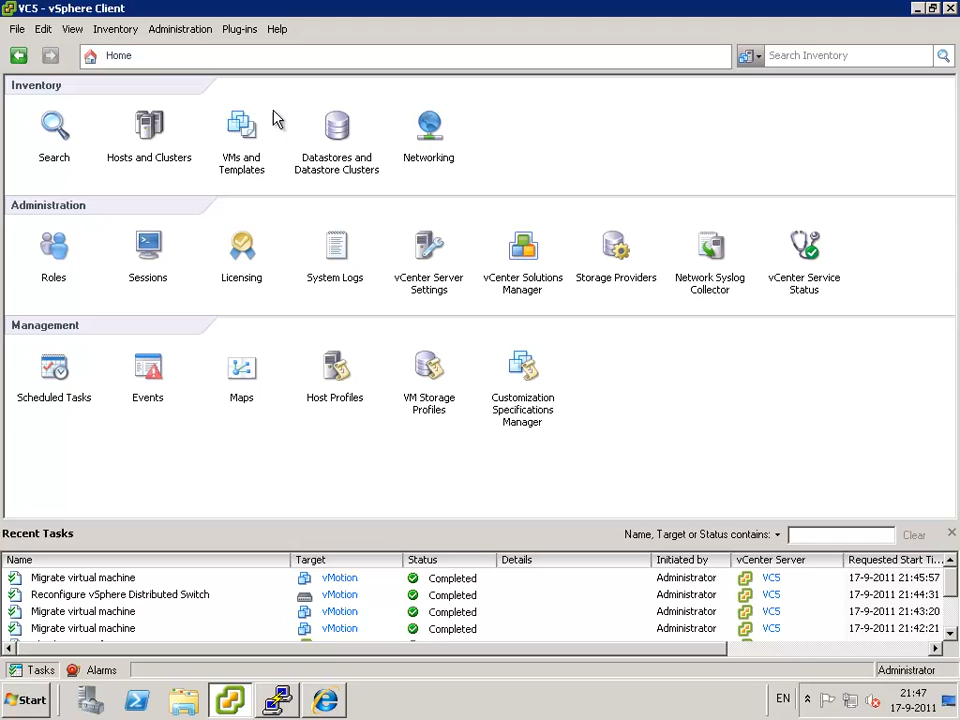 VC5 - vSphere Client
File Edit View Inventory Administration Plug-ins Help
Home
Search Inventory
Inventory
Search
Hosts and Clusters
VMs and
Templates
Datastores and
Datastore Clusters
Networking
Administration
Roles
Sessions
Licensing
System Logs
vCenter Server
Settings
vCenter Solutions
Manager
Storage Providers
Network Syslog
Collector
vCenter Service
Status
Management
Scheduled Tasks
Events
Maps
Host Profiles
VM Storage
Profiles
Customization
Specifications
Manager
Recent Tasks
Name, Target or Status contains:
Clear
Name Target Status Details Initiated by vCenter Server Requested Start Ti...
Migrate virtual machine vMotion Completed Administrator VC5 17-9-2011 21:45:57
Reconfigure vSphere Distributed Switch vMotion Completed Administrator VC5 17-9-2011 21:44:31
Migrate virtual machine vMotion Completed Administrator VC5 17-9-2011 21:43:20
Migrate virtual machine vMotion Completed Administrator VC5 17-9-2011 21:42:21
Tasks Alarms Administrator
Start
EN
21:47
17-9-2011